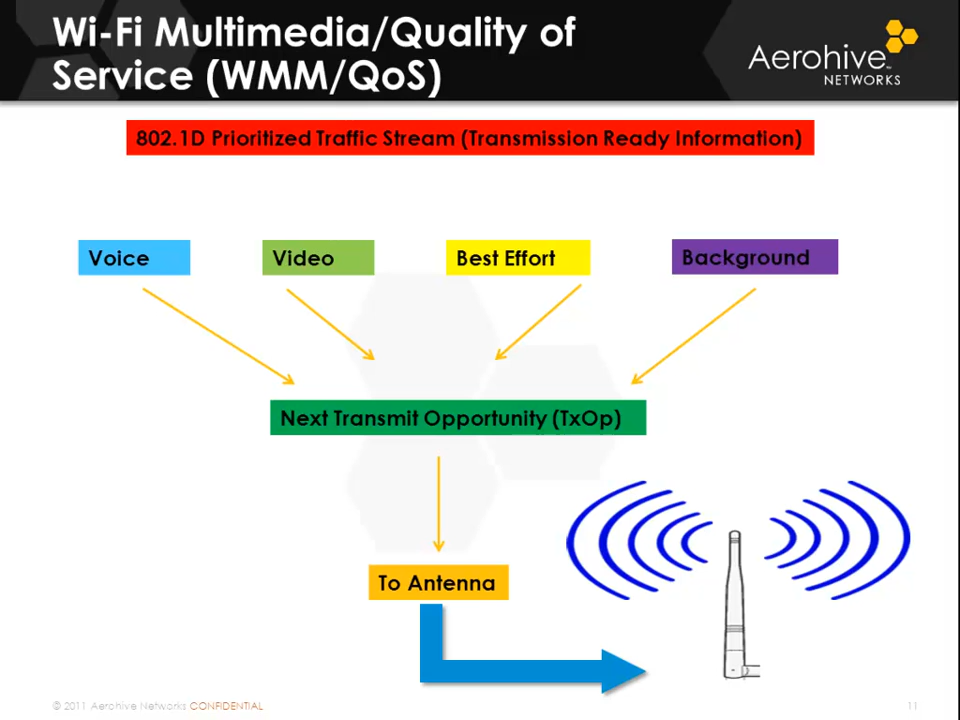 Wi-Fi Multimedia/Quality of
Service (WMM/QoS)
Aerohive
NETWORKS
802.1D Prioritized Traffic Stream (Transmission Ready Information)
Voice
Video
Best Effort
Background
Next Transmit Opportunity (TxOp)
To Antenna
© 2011 Aerohive Networks CONFIDENTIAL
11